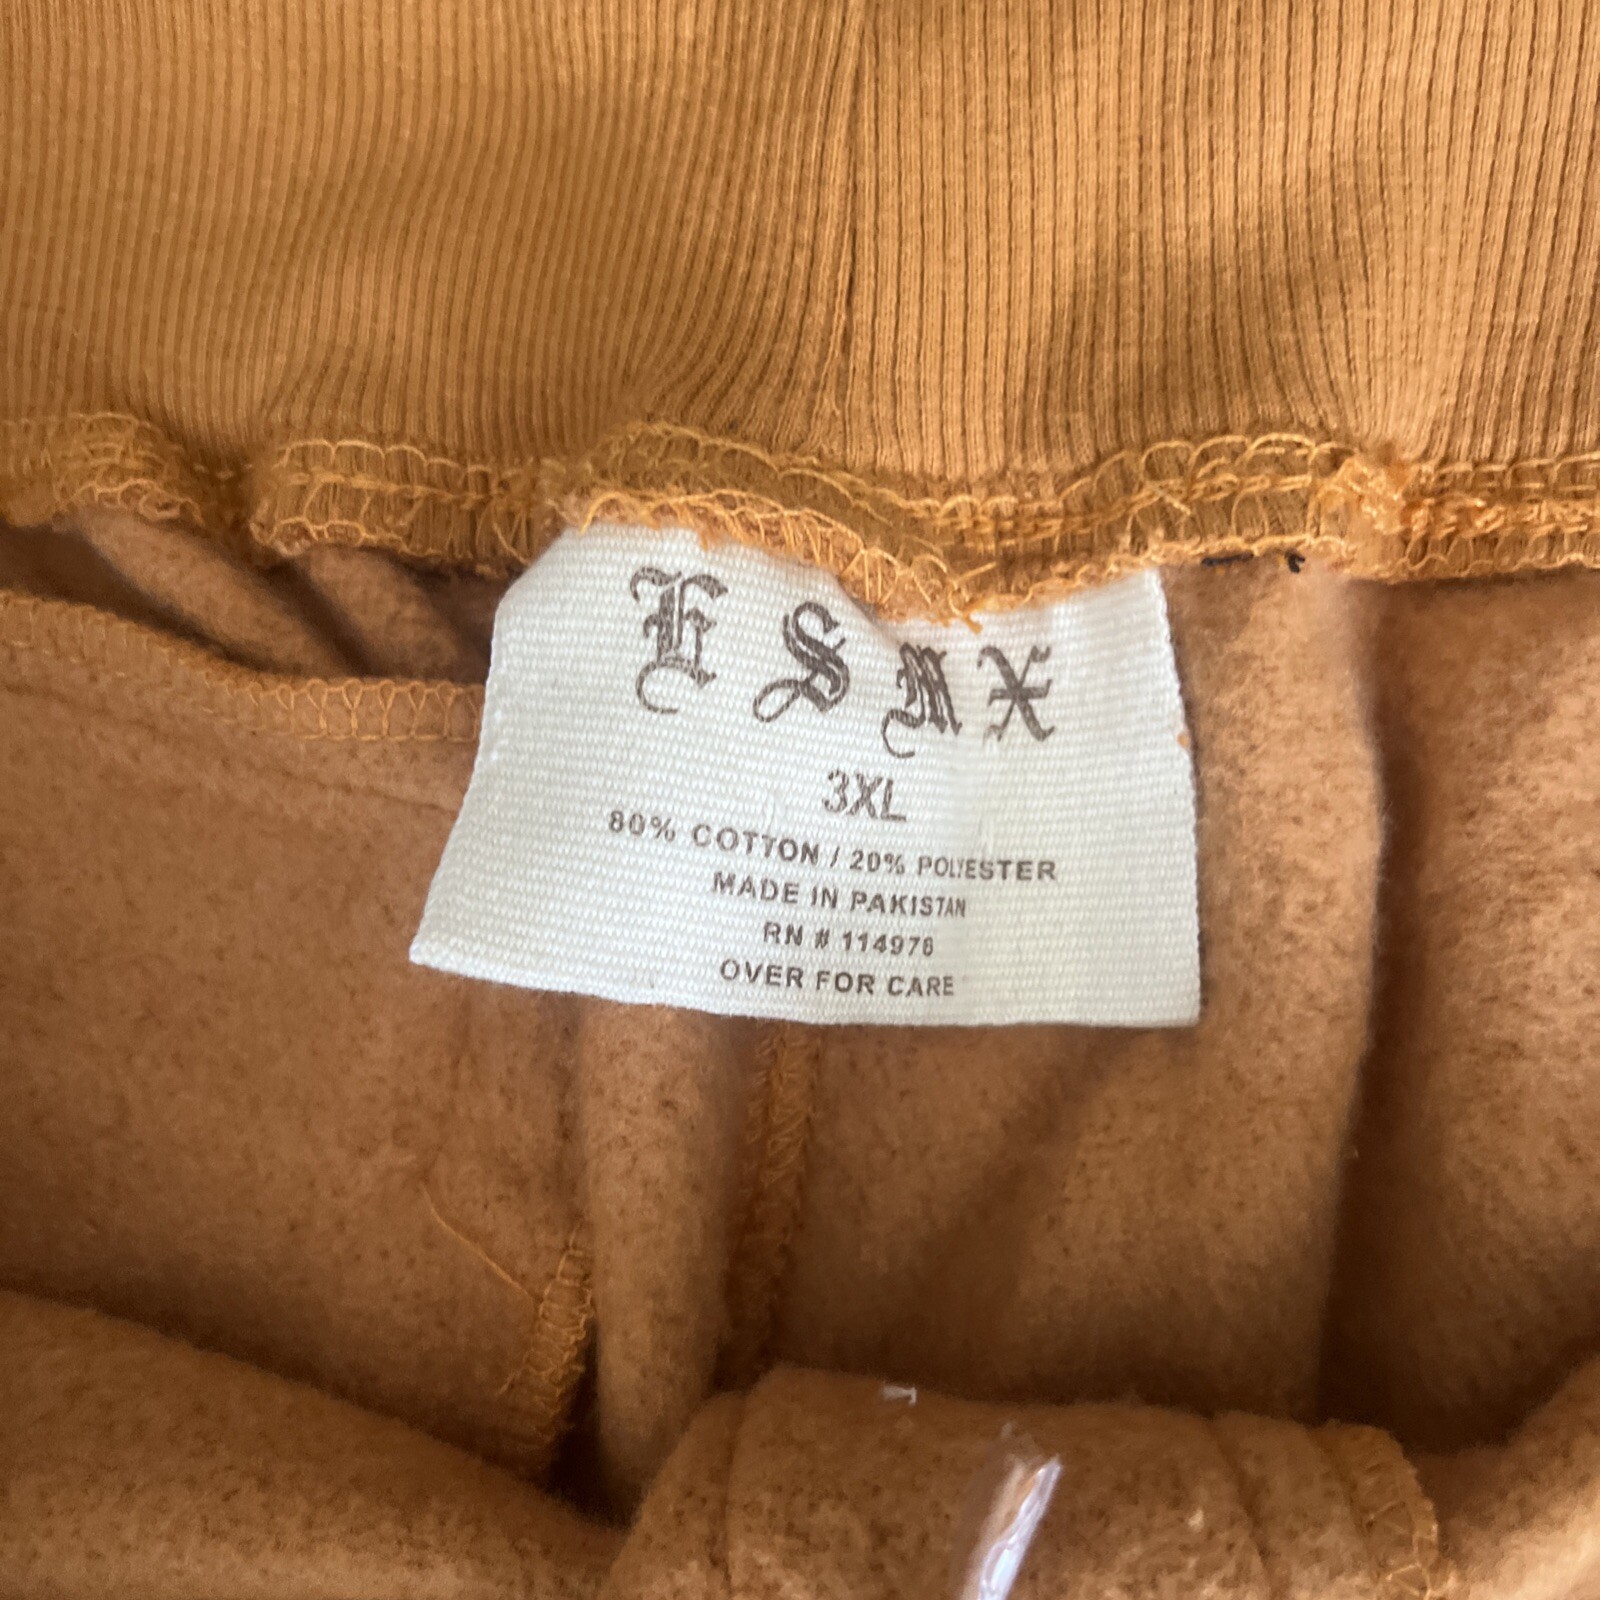 ESMX
3XL
80% COTTON / 20% POLYESTER
MADE IN PAKISTAN
RN # 114976
OVER FOR CARE